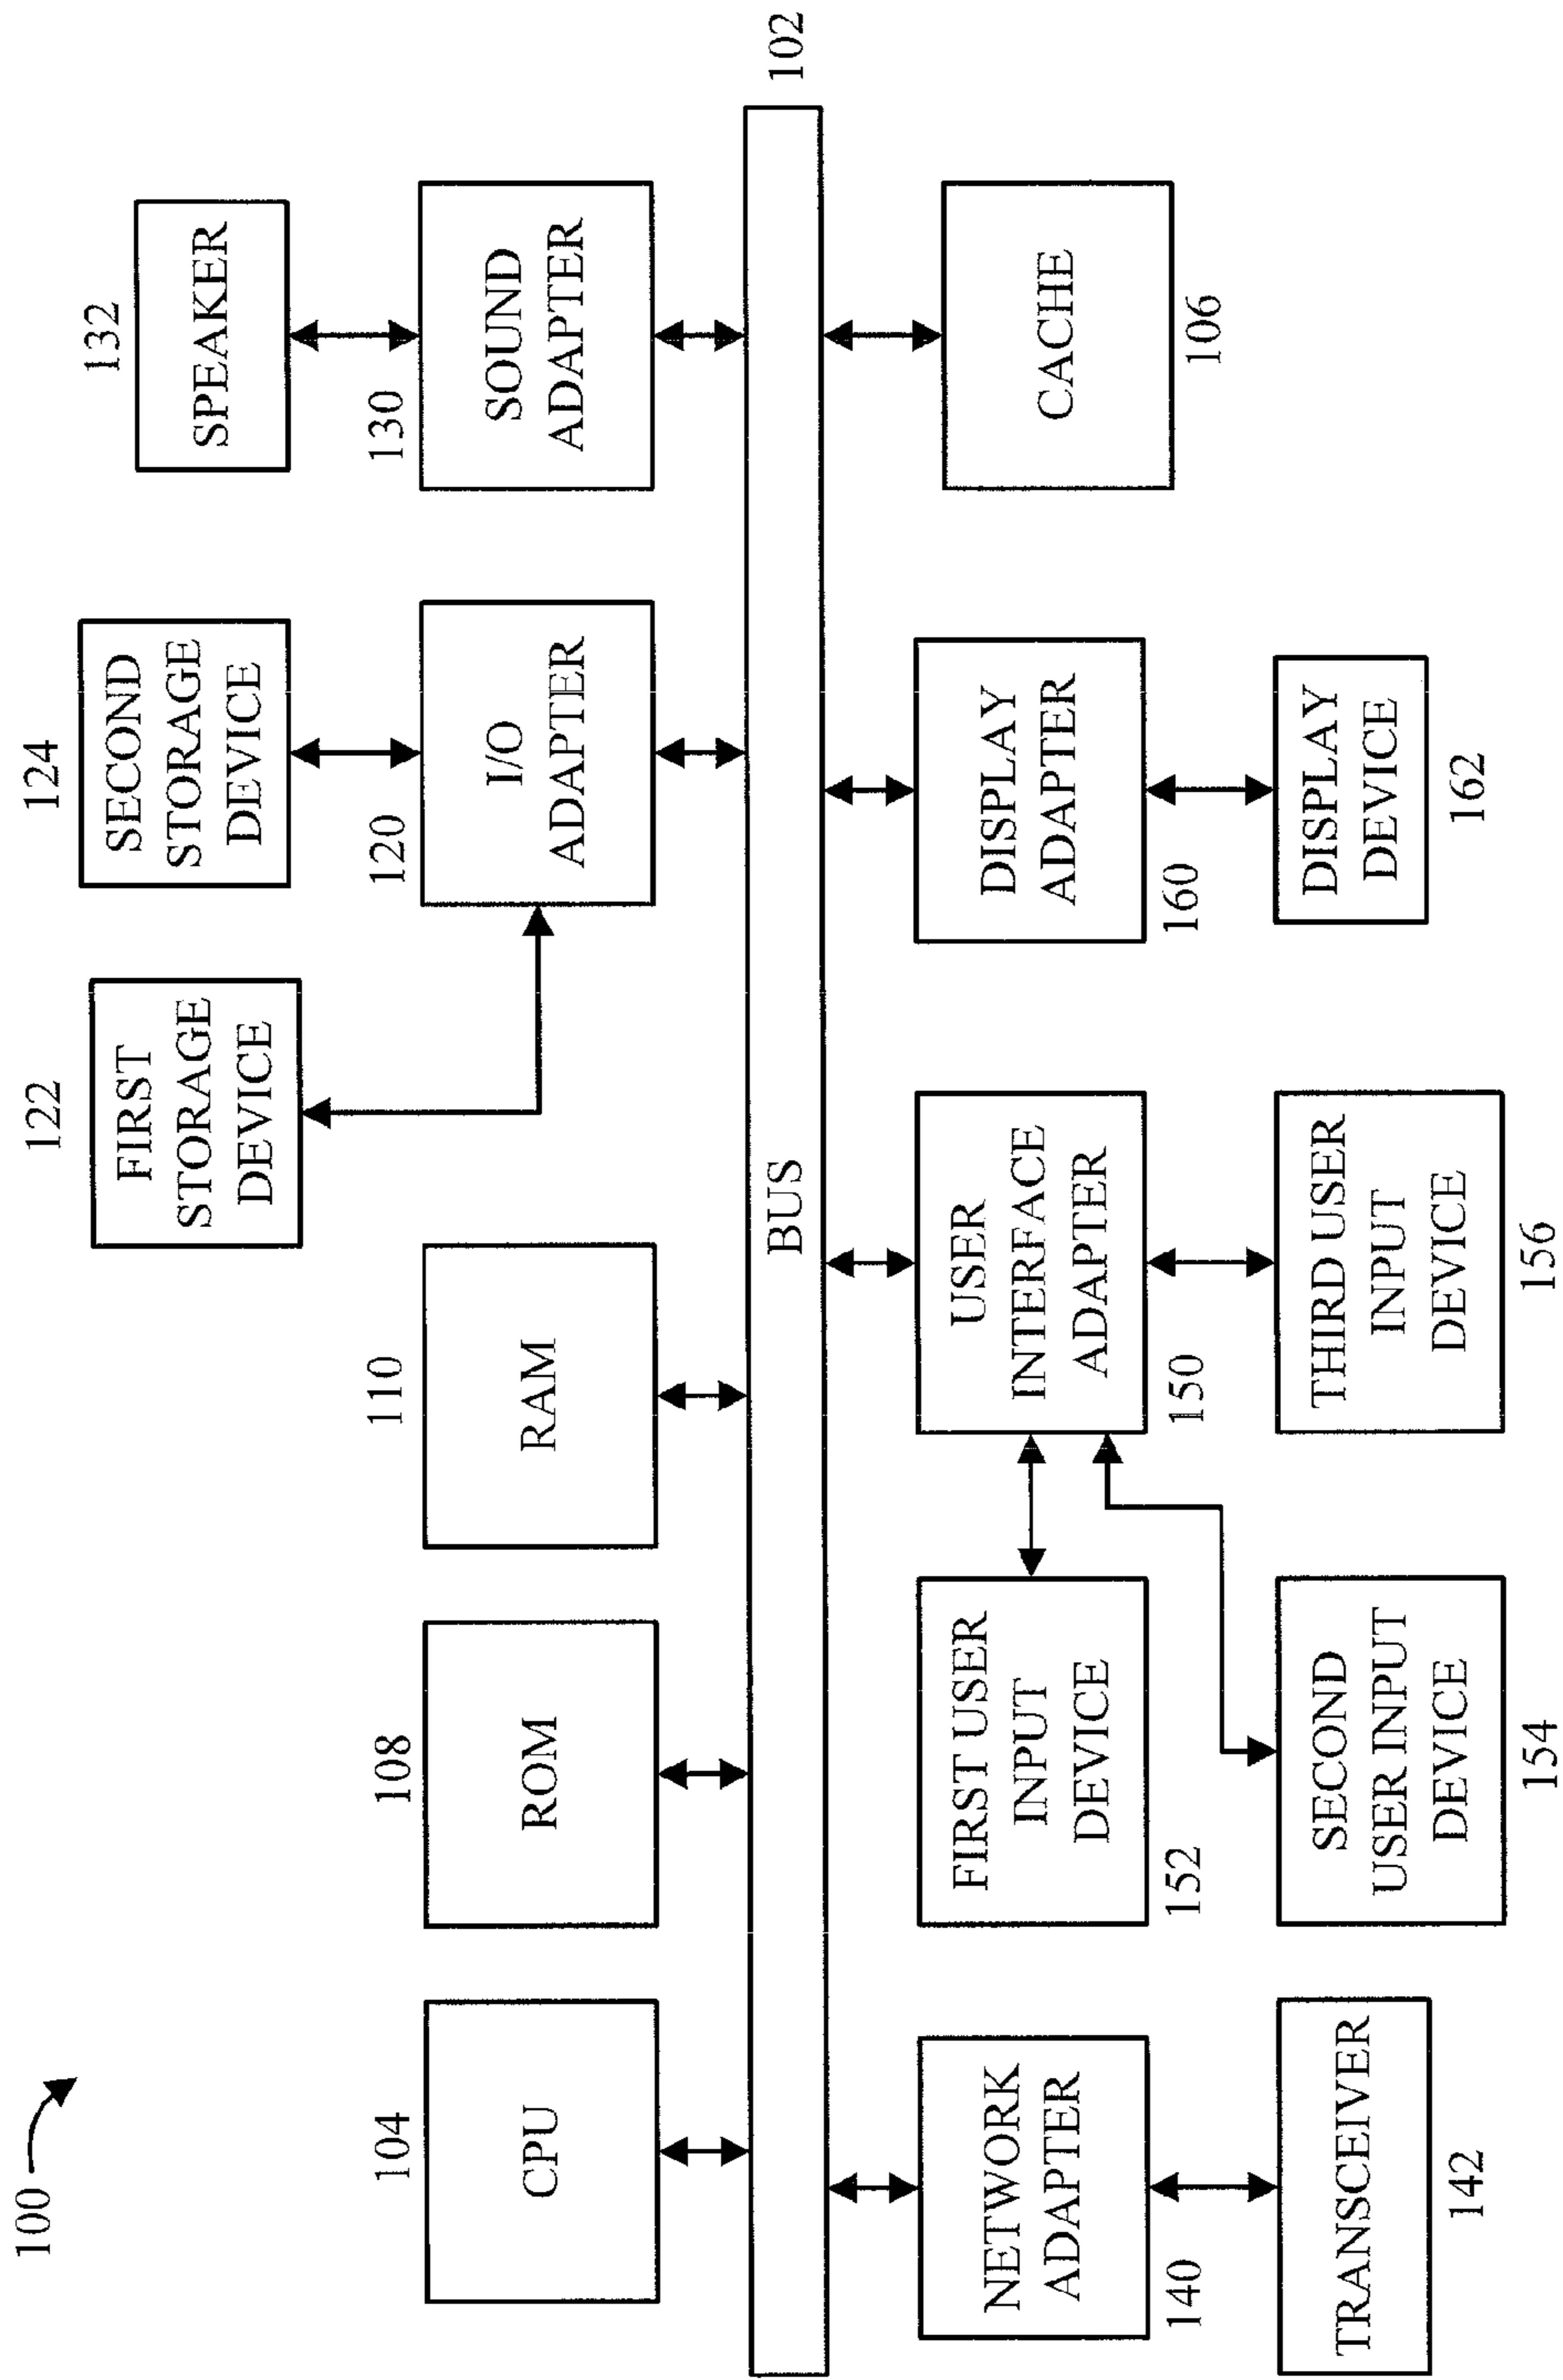 100
104
CPU
108
ROM
110
RAM
122
FIRST
STORAGE
DEVICE
124
SECOND
STORAGE
DEVICE
120
I/O
ADAPTER
132
SPEAKER
130
SOUND
ADAPTER
BUS
102
NETWORK
ADAPTER
140
TRANSCEIVER
142
FIRST USER
INPUT
DEVICE
152
SECOND
USER INPUT
DEVICE
154
USER
INTERFACE
ADAPTER
150
THIRD USER
INPUT
DEVICE
156
DISPLAY
ADAPTER
160
DISPLAY
DEVICE
162
CACHE
106